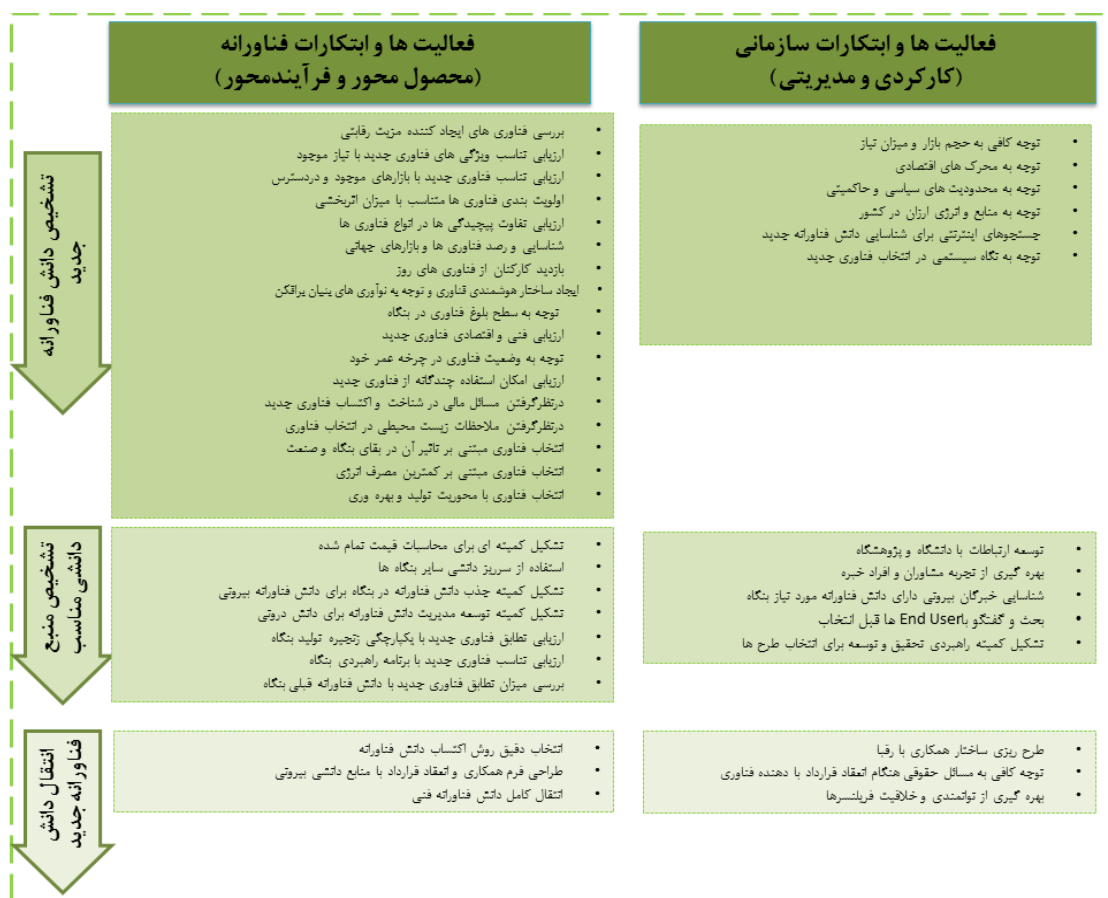 فعالیت ها و ابتکارات سازمانی
(کارکردی و مدیریتی)
فعالیت ها و ابتکارات فناورانه
(محصول محور و فرآیندمحور)
تشخیص دانش فناورانه
جدید
• توجه کافی به حجم بازار و میزان نیاز
• توجه به محرک های اقتصادی
• توجه به محدودیت های سیاسی و حاکمیتی
• توجه به منابع و انرژی ارزان در کشور
• جستجوهای اینترنتی برای شناسایی دانش فناورانه جدید
• توجه به نگاه سیستمی در انتخاب فناوری جدید
• بررسی فناوری های ایجاد کننده مزیت رقابتی
• ارزیابی تناسب ویژگی های فناوری جدید با نیاز موجود
• ارزیابی تناسب فناوری جدید با بازارهای موجود و دردسترس
• اولویت بندی فناوری ها متناسب با میزان اثربخشی
• ارزیابی تفاوت پیچیدگی ها در انواع فناوری ها
• شناسایی و رصد فناوری ها و بازارهای جهانی
• بازدید کارکنان از فناوری های روز
• ایجاد ساختار هوشمندی فناوری و توجه به نوآوری های بنیان برافکن
• توجه به سطح بلوغ فناوری در بنگاه
• ارزیابی فنی و اقتصادی فناوری جدید
• توجه به وضعیت فناوری در چرخه عمر خود
• ارزیابی امکان استفاده چندگانه از فناوری جدید
• درنظرگرفتن مسائل مالی در شناخت و اکتساب فناوری جدید
• درنظرگرفتن ملاحظات زیست محیطی در انتخاب فناوری
• انتخاب فناوری مبتنی بر تاثیر آن در بقای بنگاه و صنعت
• انتخاب فناوری مبتنی بر کمترین مصرف انرژی
• انتخاب فناوری با محوریت تولید و بهره وری
تشخیص منبع
دانشی مناسب
• توسعه ارتباطات با دانشگاه و پژوهشگاه
• بهره گیری از تجربه مشاوران و افراد خبره
• شناسایی خبرگان بیرونی دارای دانش فناورانه مورد نیاز بنگاه
• بحث و گفتگو باEnd User ها قبل انتخاب
• تشکیل کمیته راهبردی تحقیق و توسعه برای انتخاب طرح ها
• تشکیل کمیته ای برای محاسبات قیمت تمام شده
• استفاده از سرریز دانشی سایر بنگاه ها
• تشکیل کمیته جذب دانش فناورانه در بنگاه برای دانش فناورانه بیرونی
• تشکیل کمیته توسعه مدیریت دانش فناورانه برای دانش درونی
• ارزیابی تطابق فناوری جدید با یکپارچگی زنجیره تولید بنگاه
• ارزیابی تناسب فناوری جدید با برنامه راهبردی بنگاه
• بررسی میزان تطابق فناوری جدید با دانش فناورانه قبلی بنگاه
انتقال دانش
فناورانه جدید
• طرح ریزی ساختار همکاری با رقبا
• توجه کافی به مسائل حقوقی هنگام انعقاد قرارداد با دهنده فناوری
• بهره گیری از توانمندی و خلاقیت فریلنسرها
• انتخاب دقیق روش اکتساب دانش فناورانه
• طراحی فرم همکاری و انعقاد قرارداد با منابع دانشی بیرونی
• انتقال کامل دانش فناورانه فنی